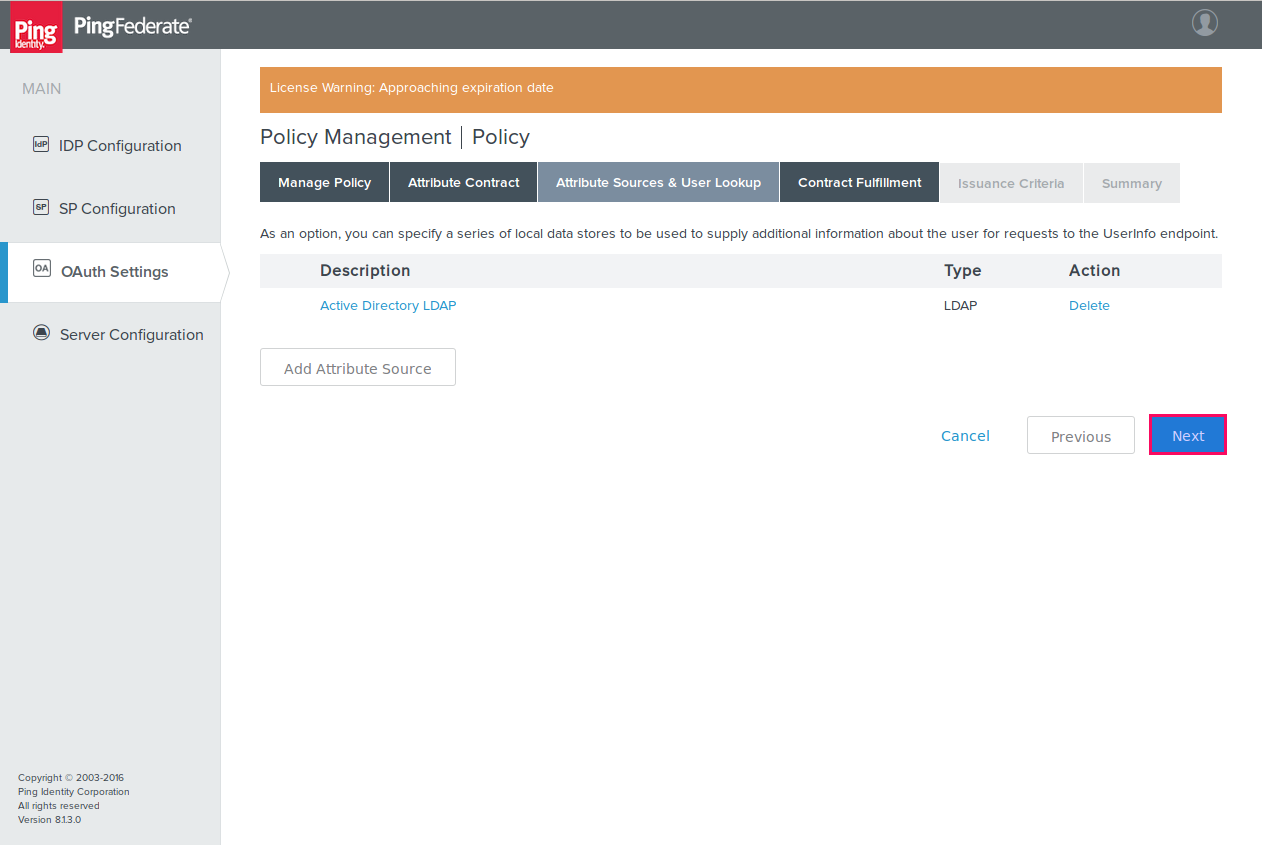 Ping
Identity.
PingFederate®
MAIN
IdP IDP Configuration
SP SP Configuration
OA OAuth Settings
Server Configuration
Copyright © 2003-2016
Ping Identity Corporation
All rights reserved
Version 8.1.3.0
License Warning: Approaching expiration date
Policy Management | Policy
Manage Policy Attribute Contract Attribute Sources & User Lookup Contract Fulfillment Issuance Criteria Summary
As an option, you can specify a series of local data stores to be used to supply additional information about the user for requests to the UserInfo endpoint.
Description Type Action
Active Directory LDAP LDAP Delete
Add Attribute Source
Cancel Previous Next